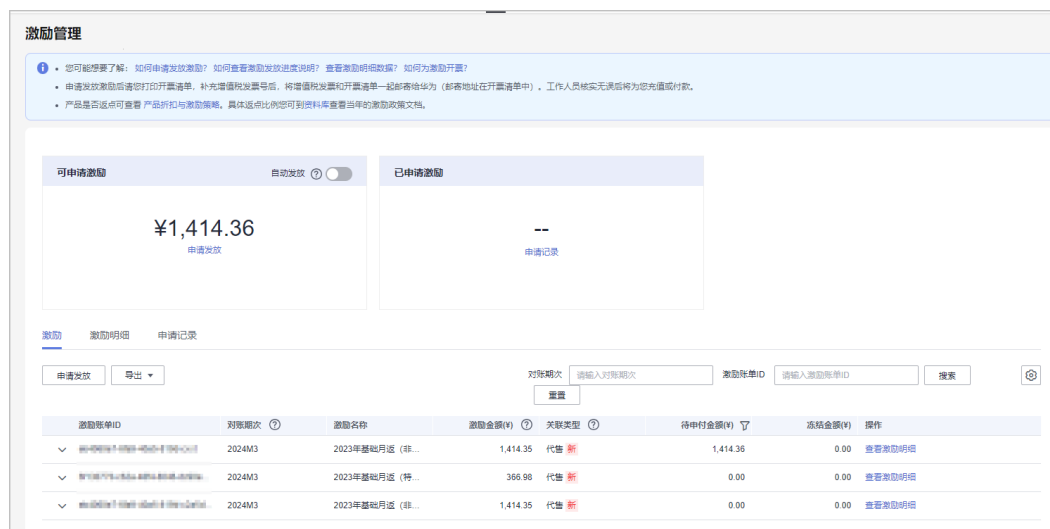 激励管理
• 您可能想要了解: 如何申请发放激励? 如何查看激励发放进度说明? 查看激励明细数据? 如何为激励开票?
• 申请发放激励后请您打印开票清单, 补充增值税发票号后, 将增值税发票和开票清单一起邮寄给华为 (邮寄地址在开票清单中) 。工作人员核实无误后将为您充值或付款。
• 产品是否返点可查看 产品折扣与激励策略。具体返点比例您可到资料库查看当年的激励政策文档。
可申请激励 自动发放 已申请激励
¥1,414.36 --
申请发放 申请记录
激励 激励明细 申请记录
申请发放 导出 对账期次 请输入对账期次 激励账单ID 请输入激励账单ID 搜索
重置
激励账单ID 对账期次 激励名称 激励金额(¥) 关联类型 待申付金额(¥) 冻结金额(¥) 操作
2024M3 2023年基础月返 (非... 1,414.35 代售 新 1,414.36 0.00 查看激励明细
2024M3 2023年基础月返 (特... 366.98 代售 新 0.00 0.00 查看激励明细
2024M3 2023年基础月返 (非... 1,414.35 代售 新 0.00 0.00 查看激励明细